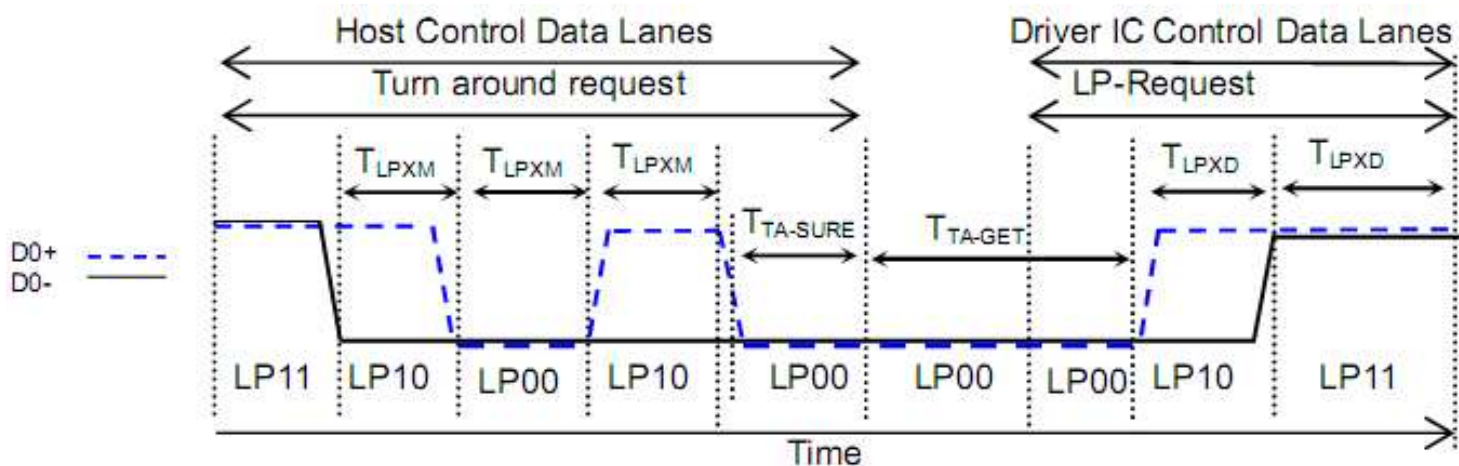 Host Control Data Lanes Driver IC Control Data Lanes
Turn around request LP-Request
TLPXM TLPXM TLPXM TLPXD TLPXD
TTA-SURE TTA-GET
D0+
D0-
LP11 LP10 LP00 LP10 LP00 LP00 LP00 LP10 LP11
Time